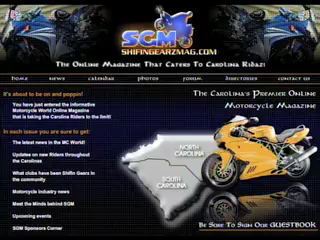 SGM
SHIFINGEARZMAG.COM
The Online Magazine That Caters To Carolina Ridaz!
home news calendar photos forum directories contact us
It's about to be on and poppin!
You have just entered the informative
Motorcycle World Online Magazine
that is taking the Caroline Riders to the limit!
In each issue you are sure to get:
The latest news in the MC World!
Updates on new Riders throughout
the Carolinas
What clubs have been Shifin Gears in
the community
Motorcycle industry news
Meet the Minds behind SGM
Upcoming events
SGM Sponsors Corner
The Carolina's Premier Online
Motorcycle Magazine
NORTH
CAROLINA
SOUTH
CAROLINA
Be Sure To Sign Our GUESTBOOK